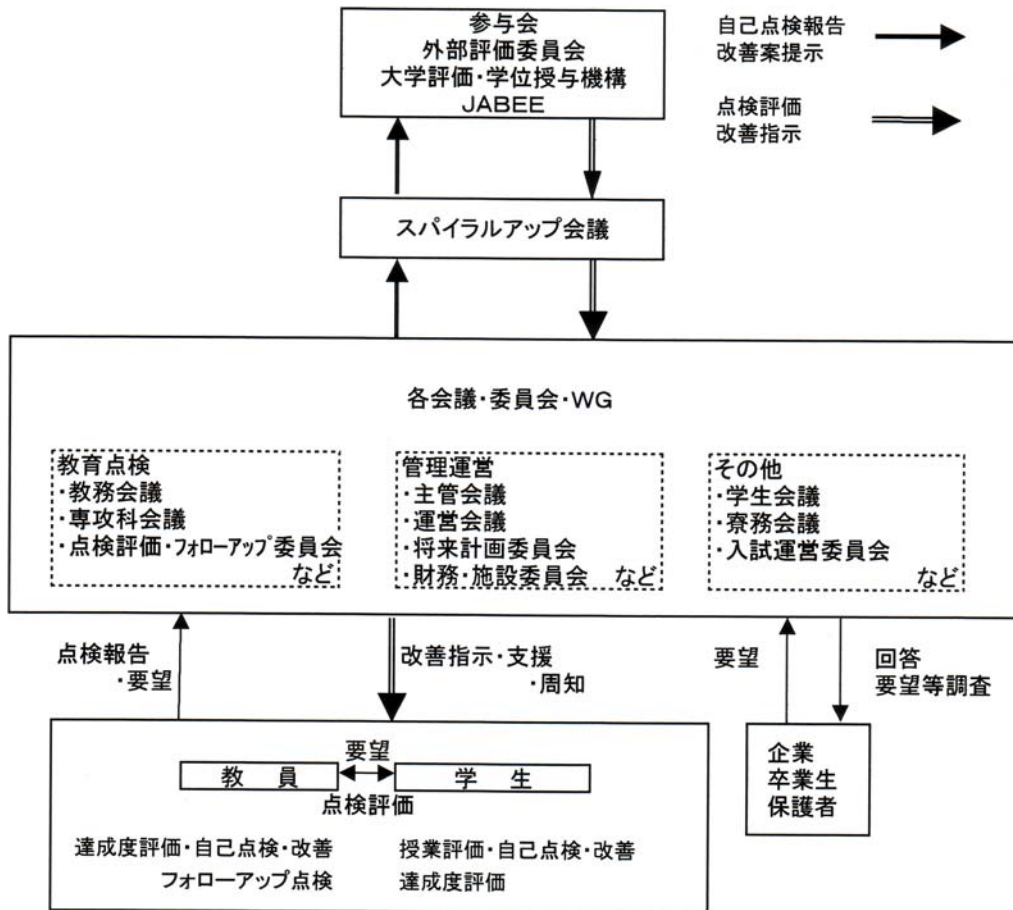 参与会
外部評価委員会
大学評価・学位授与機構
JABEE
自己点検報告
改善案提示
点検評価
改善指示
スパイラルアップ会議
各会議・委員会・WG
教育点検
・教務会議
・専攻科会議
・点検評価・フォローアップ委員会
など
管理運営
・主管会議
・運営会議
・将来計画委員会
・財務・施設委員会 など
その他
・学生会議
・寮務会議
・入試運営委員会
など
点検報告
・要望
改善指示・支援
・周知
要望
回答
要望等調査
要望
教 員
学 生
点検評価
達成度評価・自己点検・改善
フォローアップ点検
授業評価・自己点検・改善
達成度評価
企業
卒業生
保護者